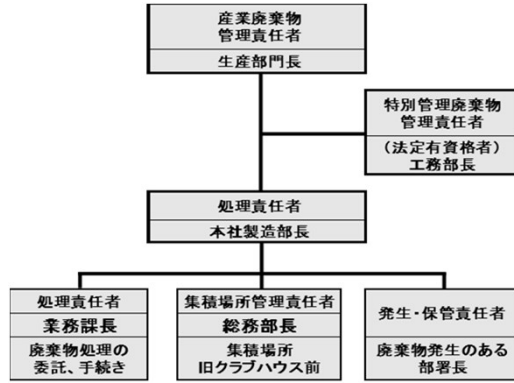 産業廃棄物
管理責任者
生産部門長
特別管理廃棄物
管理責任者
(法定有資格者)
工務部長
処理責任者
本社製造部長
処理責任者
業務課長
廃棄物処理の
委託、手続き
集積場所管理責任者
総務部長
集積場所
旧クラブハウス前
発生・保管責任者
廃棄物発生のある
部署長